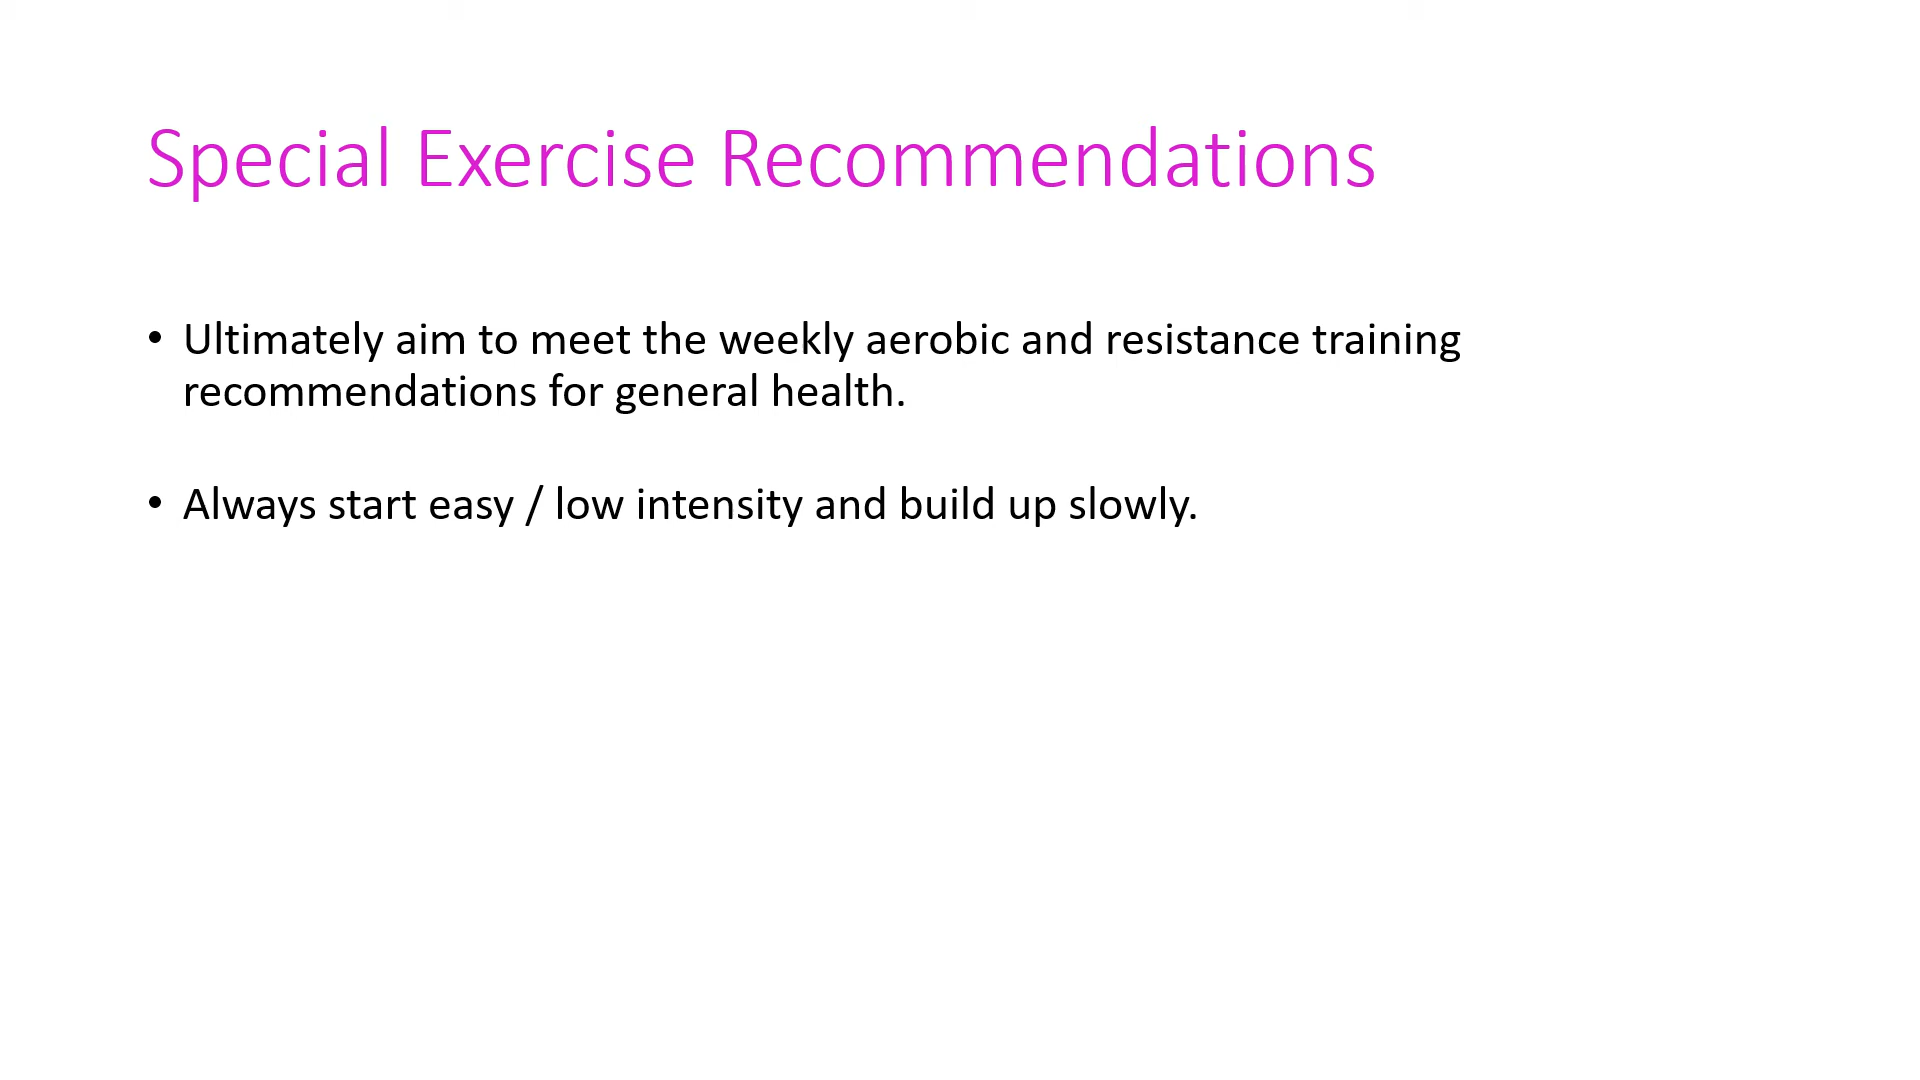 Special Exercise Recommendations
• Ultimately aim to meet the weekly aerobic and resistance training
recommendations for general health.
• Always start easy / low intensity and build up slowly.